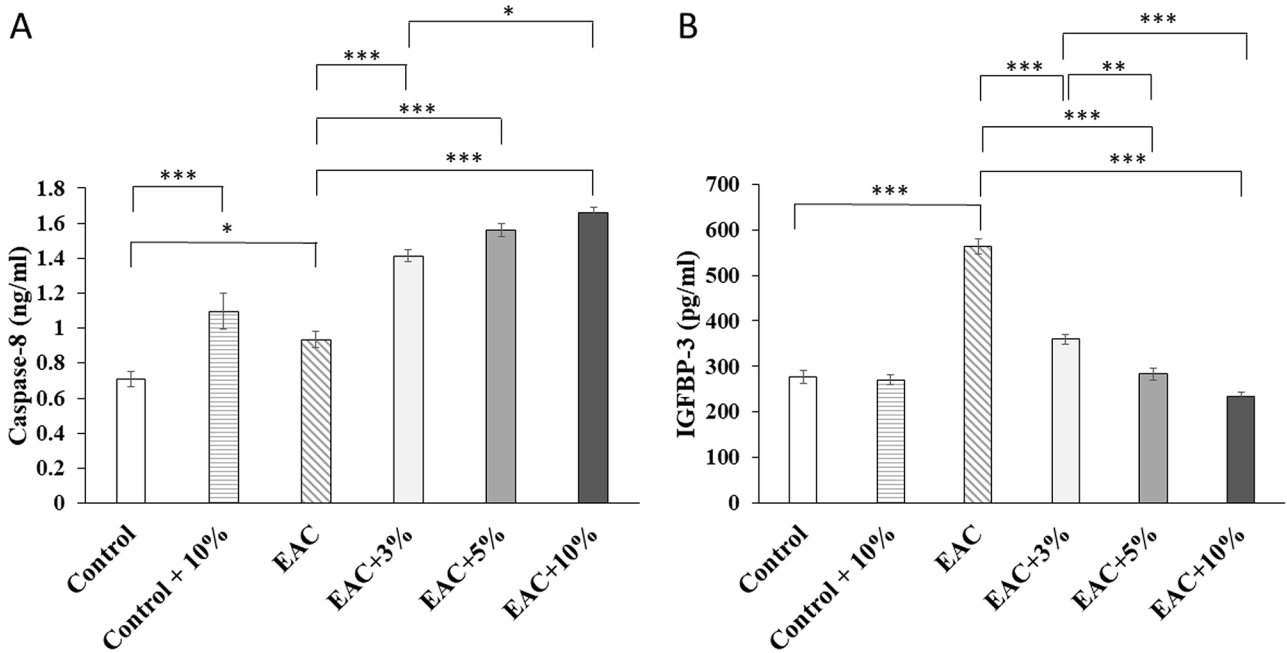 A
*
***
***
***
***
*
Caspase-8 (ng/ml)
1.8
1.6
1.4
1.2
1
0.8
0.6
0.4
0.2
0
Control
Control + 10%
EAC
EAC+3%
EAC+5%
EAC+10%
B
***
*** **
***
***
***
IGFBP-3 (pg/ml)
700
600
500
400
300
200
100
0
Control
Control + 10%
EAC
EAC+3%
EAC+5%
EAC+10%